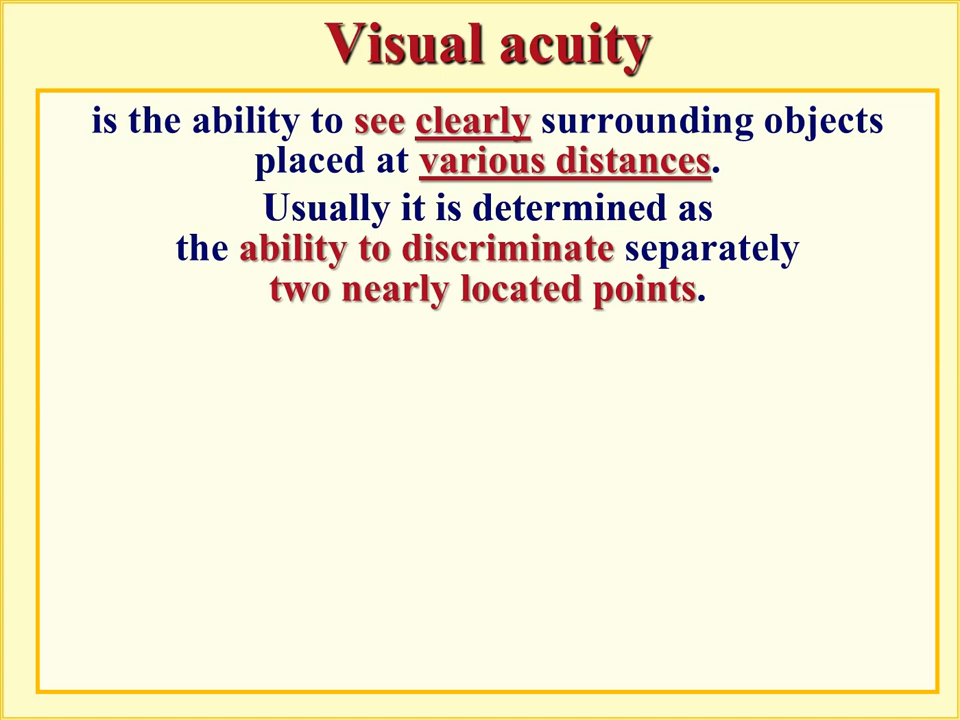 Visual acuity
is the ability to see clearly surrounding objects
placed at various distances.
Usually it is determined as
the ability to discriminate separately
two nearly located points.